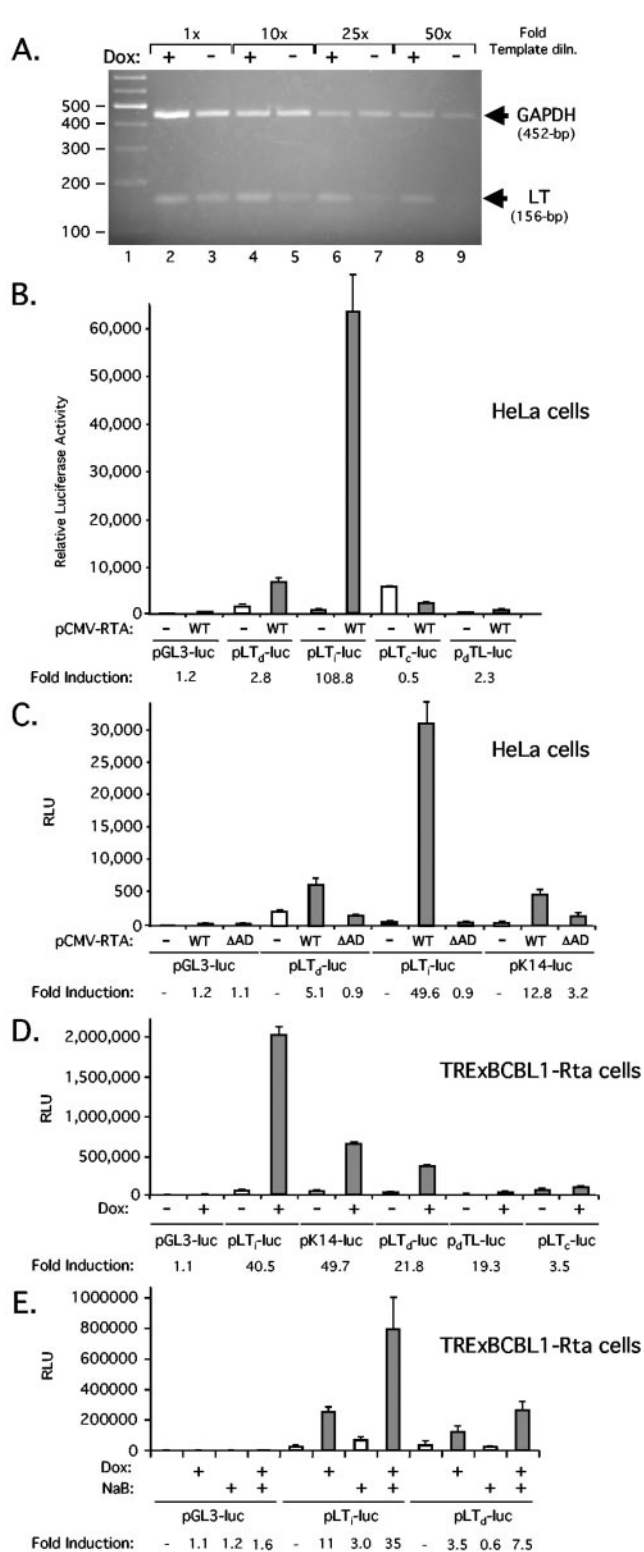 A.
1x 10x 25x 50x Fold
Template diln.
Dox: + – + – + – + –
500
400
300
200
100
GAPDH
(452-bp)
LT
(156-bp)
1 2 3 4 5 6 7 8 9
B.
Relative Luciferase Activity
60,000
50,000
40,000
30,000
20,000
10,000
0
HeLa cells
pCMV-RTA: – WT – WT – WT – WT – WT
pGL3-luc pLTd-luc pLTi-luc pLTc-luc pdTL-luc
Fold Induction: 1.2 2.8 108.8 0.5 2.3
C.
RLU
30,000
25,000
20,000
15,000
10,000
500
0
HeLa cells
pCMV-RTA: – WT ΔAD – WT ΔAD – WT ΔAD – WT ΔAD
pGL3-luc pLTd-luc pLTi-luc pK14-luc
Fold Induction: - 1.2 1.1 - 5.1 0.9 - 49.6 0.9 - 12.8 3.2
D.
RLU
2,000,000
1,500,000
1,000,000
500,000
0
TRExBCBL1-Rta cells
Dox: – + – + – + – + – + – +
pGL3-luc pLTi-luc pK14-luc pLTd-luc pdTL-luc pLTc-luc
Fold Induction: 1.1 40.5 49.7 21.8 19.3 3.5
E.
RLU
1000000
800000
600000
400000
200000
0
TRExBCBL1-Rta cells
Dox: + + + + + +
NaB: + + + + + +
pGL3-luc pLTi-luc pLTd-luc
Fold Induction: - 1.1 1.2 1.6 - 11 3.0 35 - 3.5 0.6 7.5